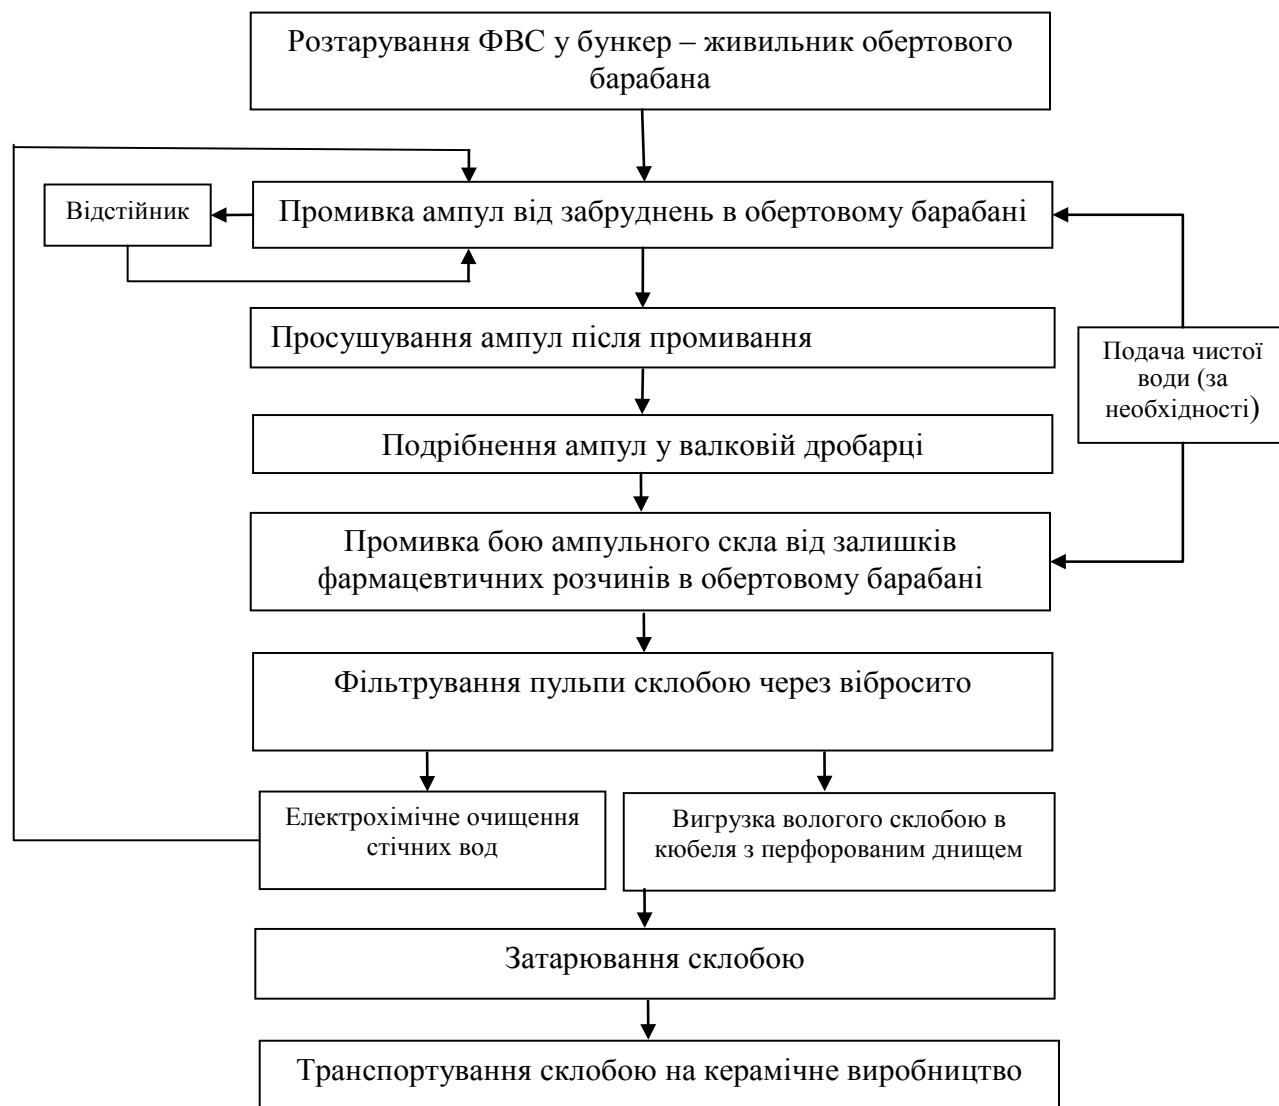 Розтарування ФВС у бункер – живильник обертового
барабана
Відстійник
Промивка ампул від забруднень в обертовому барабані
Просушування ампул після промивання
Подача чистої
води (за
необхідності)
Подрібнення ампул у валковій дробарці
Промивка бою ампульного скла від залишків
фармацевтичних розчинів в обертовому барабані
Фільтрування пульпи склобою через вібросито
Електрохімічне очищення
стічних вод
Вигрузка вологого склобою в
кюбеля з перфорованим днищем
Затарювання склобою
Транспортування склобою на керамічне виробництво